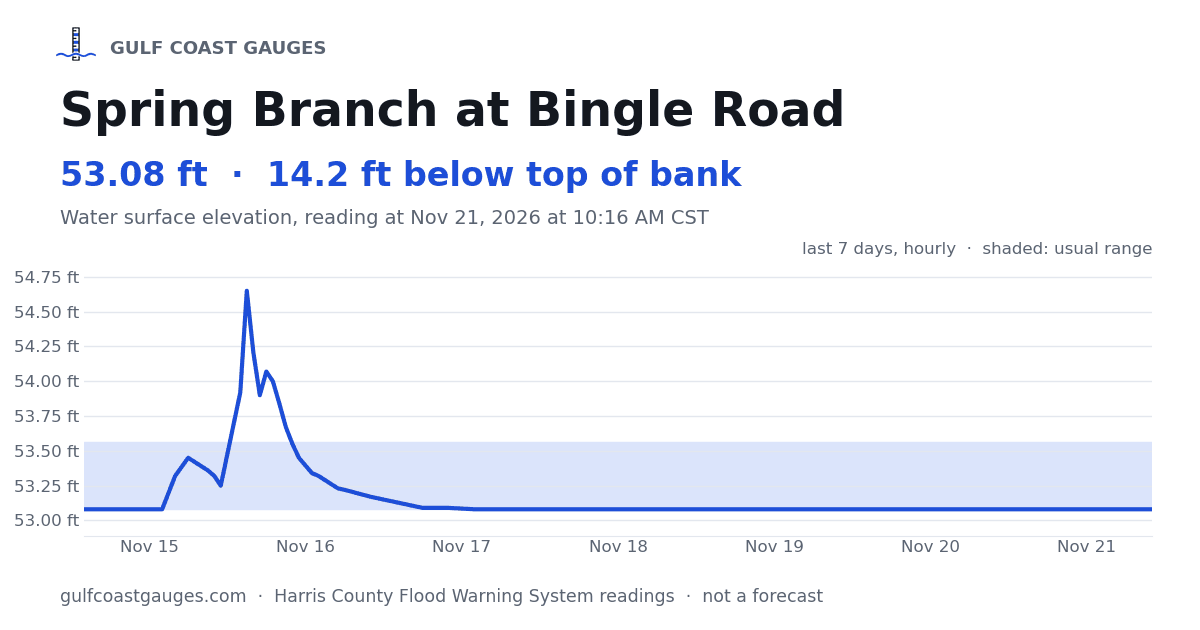 GULF COAST GAUGES
Spring Branch at Bingle Road
53.08 ft · 14.2 ft below top of bank
Water surface elevation, reading at Nov 21, 2026 at 10:16 AM CST
last 7 days, hourly · shaded: usual range
54.75 ft
54.50 ft
54.25 ft
54.00 ft
53.75 ft
53.50 ft
53.25 ft
53.00 ft
Nov 15 Nov 16 Nov 17 Nov 18 Nov 19 Nov 20 Nov 21
gulfcoastgauges.com · Harris County Flood Warning System readings · not a forecast